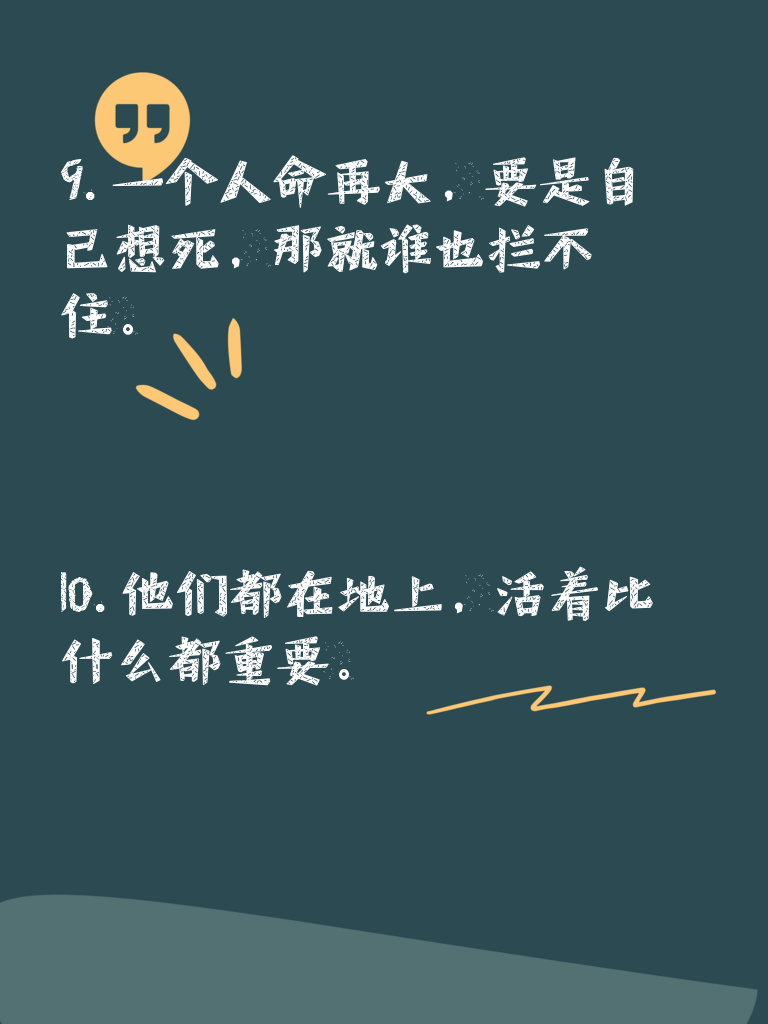 9. 一个人命再大，要是自
己想死，那就谁也拦不
住。
10. 他们都在地上，活着比
什么都重要。